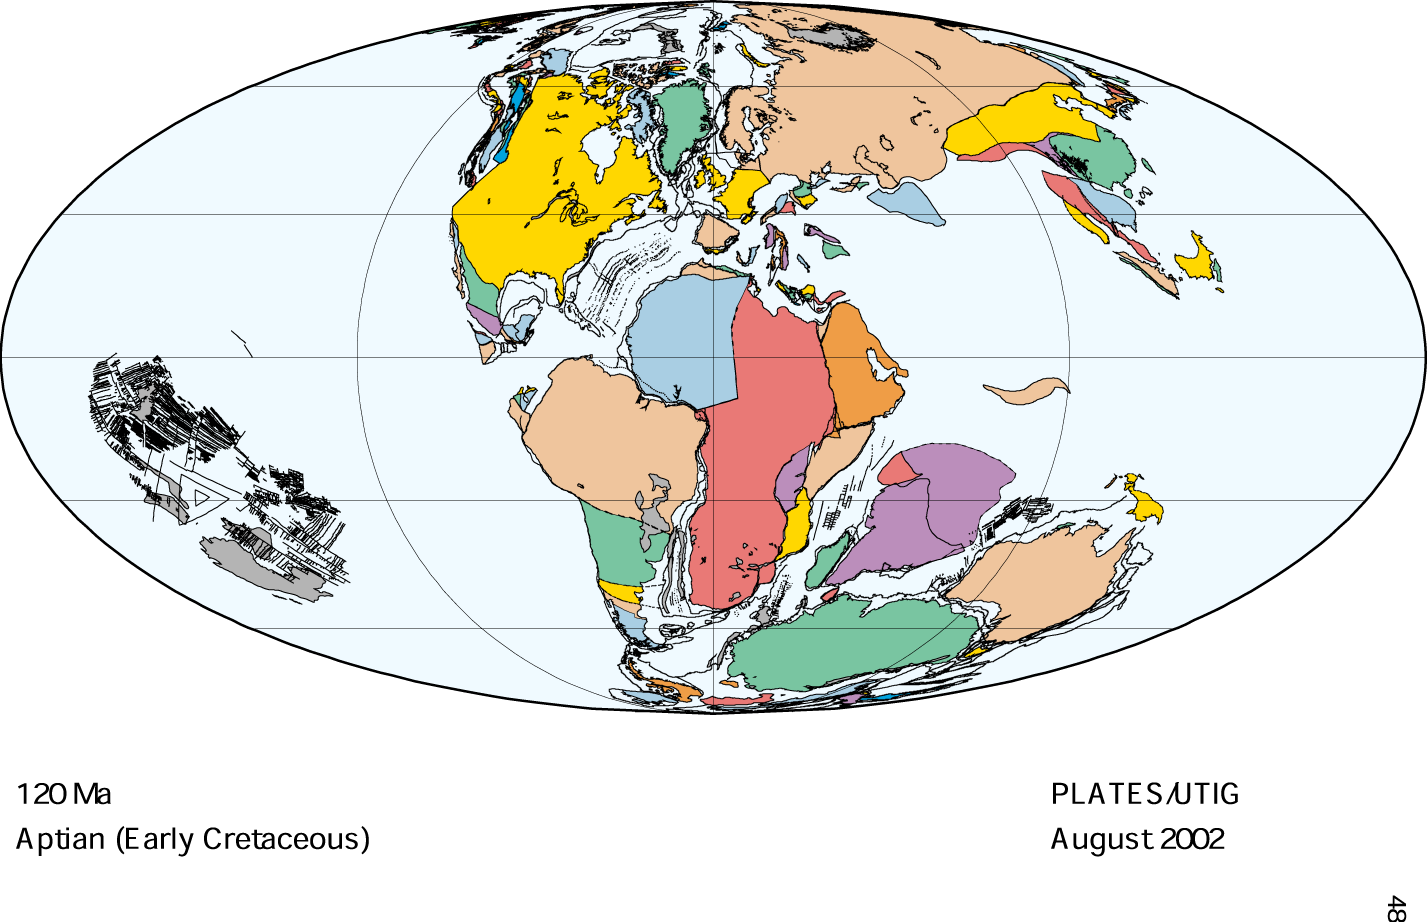 120 Ma
Aptian (Early Cretaceous)
PLATES/UTIG
August 2002
48